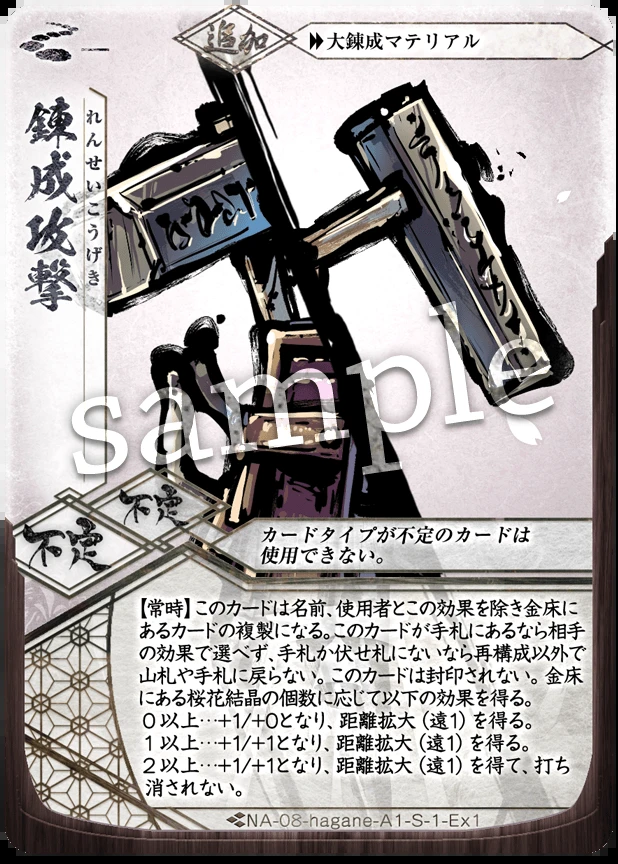 追加
大錬成マテリアル
錬成攻撃
れんせいこうげき
sample
不定
不定
カードタイプが不定のカードは
使用できない。
【常時】このカードは名前、使用者とこの効果を除き金床に
あるカードの複製になる。このカードが手札にあるなら相手
の効果で選べず、手札か伏せ札にないなら再構成以外で
山札や手札に戻らない。このカードは封印されない。金床
にある桜花結晶の個数に応じて以下の効果を得る。
０以上…+1/+0となり、距離拡大（遠1）を得る。
１以上…+1/+1となり、距離拡大（遠1）を得る。
２以上…+1/+1となり、距離拡大（遠1）を得て、打ち
消されない。
NA-08-hagane-A1-S-1-Ex1